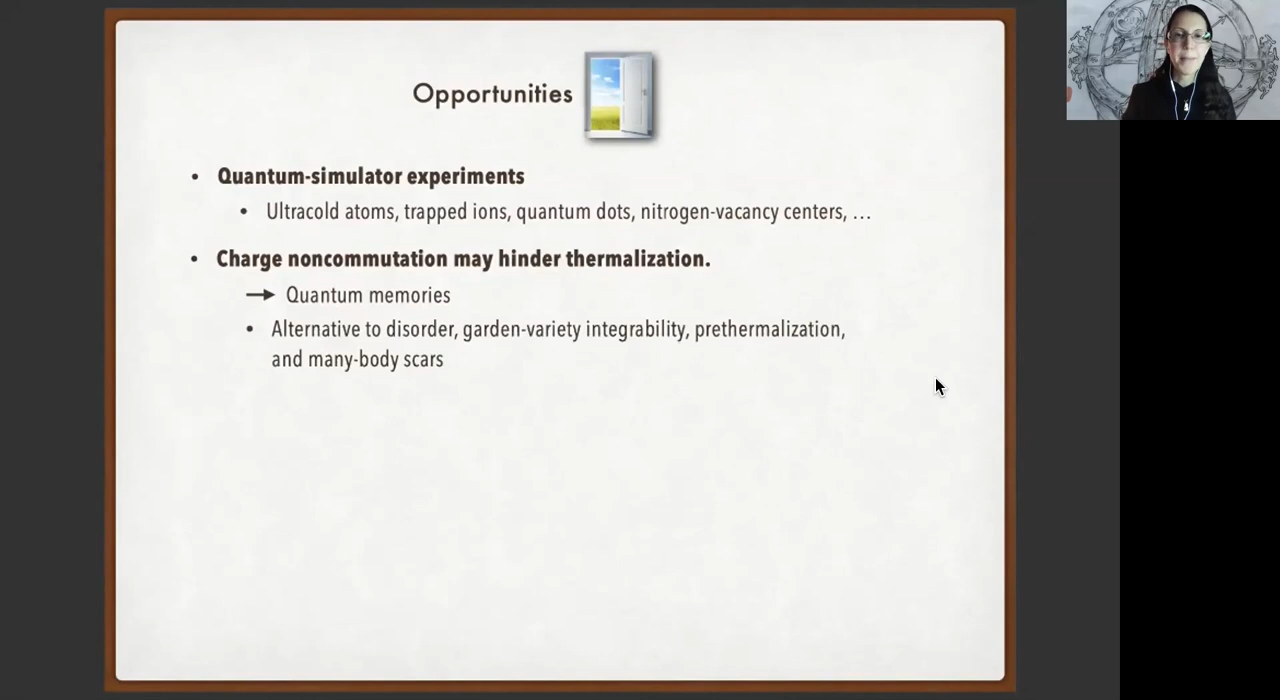 Opportunities
• Quantum-simulator experiments
• Ultracold atoms, trapped ions, quantum dots, nitrogen-vacancy centers, …
• Charge noncommutation may hinder thermalization.
→ Quantum memories
• Alternative to disorder, garden-variety integrability, prethermalization,
and many-body scars